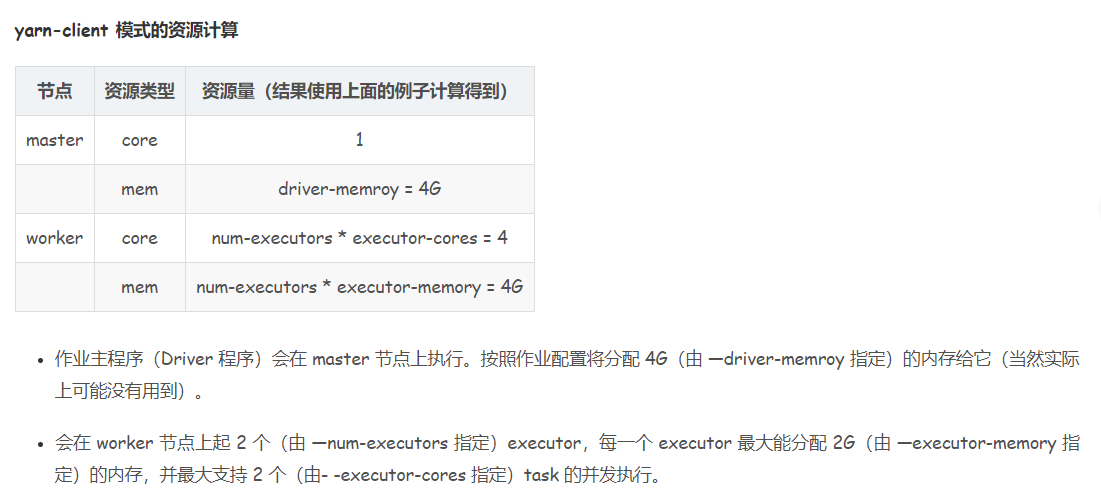 yarn-client 模式的资源计算
节点 资源类型 资源量（结果使用上面的例子计算得到）
master core 1
mem driver-memroy = 4G
worker core num-executors * executor-cores = 4
mem num-executors * executor-memory = 4G
• 作业主程序（Driver 程序）会在 master 节点上执行。按照作业配置将分配 4G（由 —driver-memroy 指定）的内存给它（当然实际
上可能没有用到）。
• 会在 worker 节点上起 2 个（由 —num-executors 指定）executor，每一个 executor 最大能分配 2G（由 —executor-memory 指
定）的内存，并最大支持 2 个（由- -executor-cores 指定）task 的并发执行。